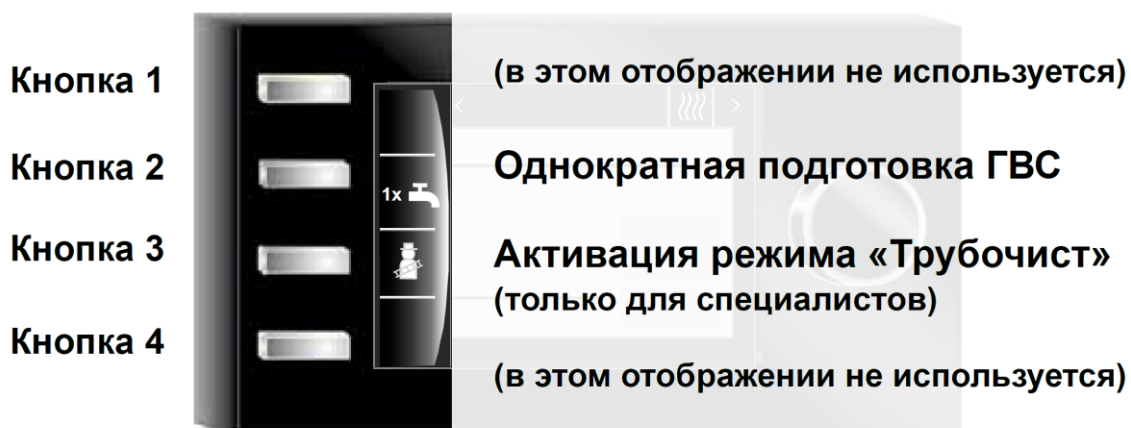 Кнопка 1
(в этом отображении не используется)
Кнопка 2
1x
Однократная подготовка ГВС
Кнопка 3
Активация режима «Трубочист»
(только для специалистов)
Кнопка 4
(в этом отображении не используется)